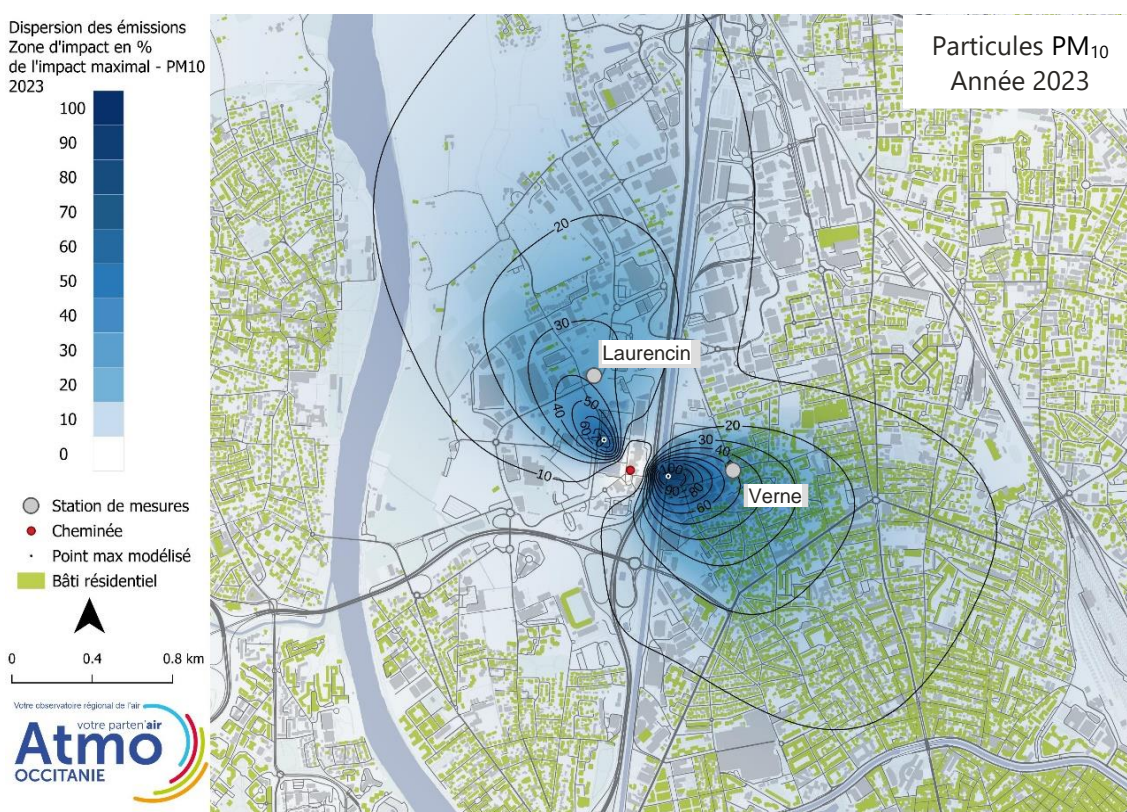 Dispersion des émissions
Zone d'impact en %
de l'impact maximal - PM10
2023
100
90
80
70
60
50
40
30
20
10
0
Station de mesures
Cheminée
Point max modélisé
Bâti résidentiel
0 0.4 0.8 km
Votre observatoire régional de l'air
votre parten'air
Atmo
OCCITANIE
Particules PM₁₀
Année 2023
20
30
Laurencin
50
40
60
70
10
20
30
40
100
80
90
60
Verne